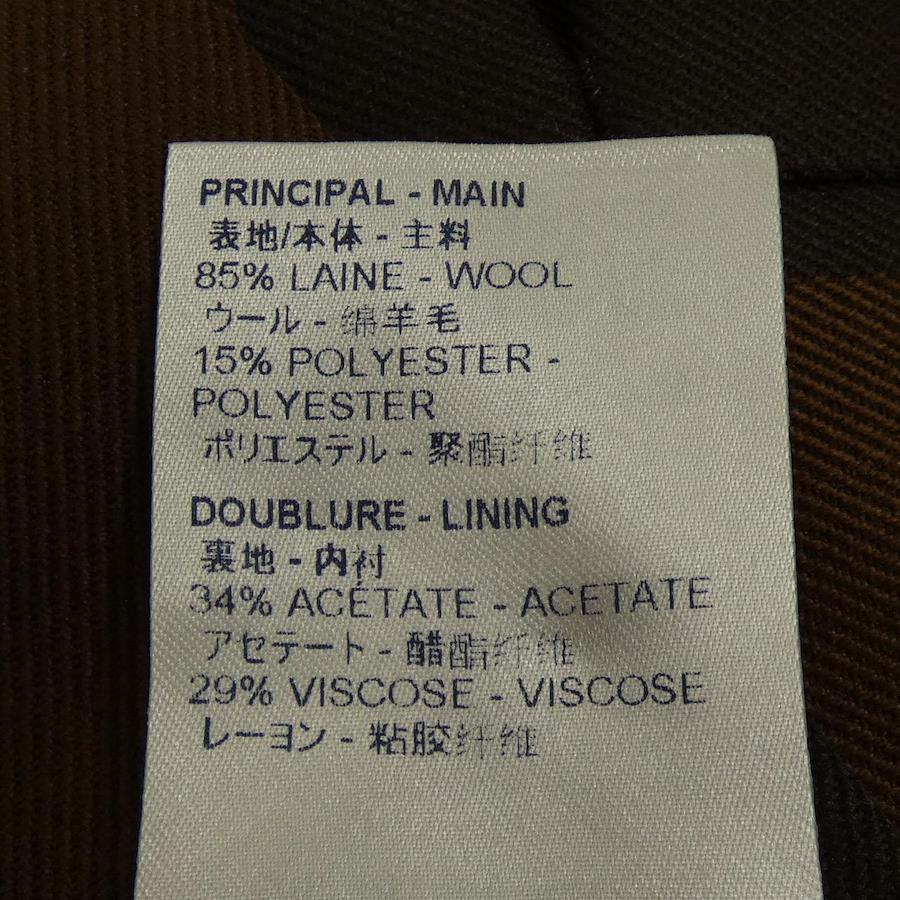 PRINCIPAL - MAIN
表地/本体 - 主料
85% LAINE - WOOL
ウール - 绵羊毛
15% POLYESTER -
POLYESTER
ポリエステル - 聚酯纤维
DOUBLURE - LINING
裏地 - 内衬
34% ACÉTATE - ACETATE
アセテート - 醋酯纤维
29% VISCOSE - VISCOSE
レーヨン - 粘胶纤维